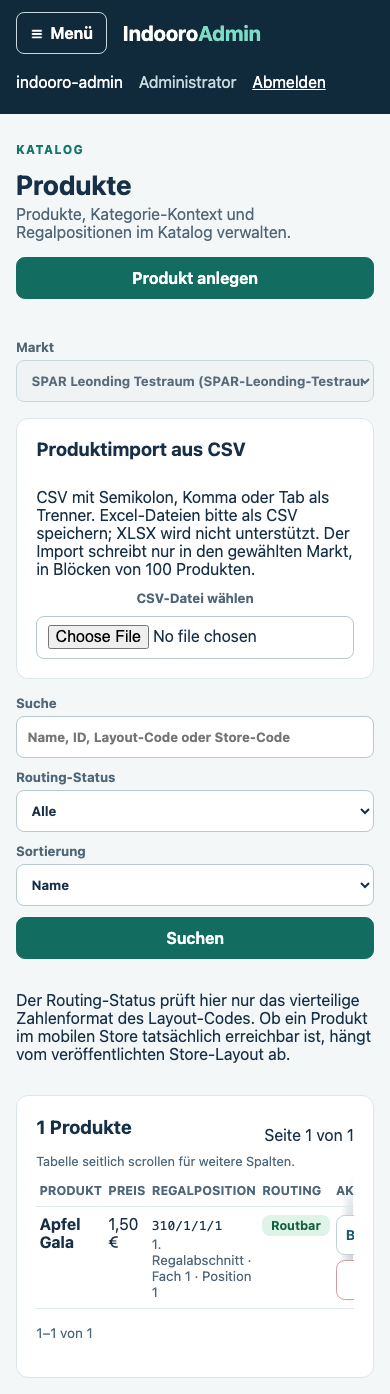 ≡ Menü IndooroAdmin
indooro-admin Administrator Abmelden
KATALOG
Produkte
Produkte, Kategorie-Kontext und
Regalpositionen im Katalog verwalten.
Produkt anlegen
Markt
SPAR Leonding Testraum (SPAR-Leonding-Testraum
Produktimport aus CSV
CSV mit Semikolon, Komma oder Tab als
Trenner. Excel-Dateien bitte als CSV
speichern; XLSX wird nicht unterstützt. Der
Import schreibt nur in den gewählten Markt,
in Blöcken von 100 Produkten.
CSV-Datei wählen
Choose File No file chosen
Suche
Name, ID, Layout-Code oder Store-Code
Routing-Status
Alle
Sortierung
Name
Suchen
Der Routing-Status prüft hier nur das vierteilige
Zahlenformat des Layout-Codes. Ob ein Produkt
im mobilen Store tatsächlich erreichbar ist, hängt
vom veröffentlichten Store-Layout ab.
1 Produkte
Seite 1 von 1
Tabelle seitlich scrollen für weitere Spalten.
PRODUKT PREIS REGALPOSITION ROUTING AK
Apfel Gala 1,50 € 310/1/1/1 Routbar B
1.
Regalabschnitt ·
Fach 1 · Position
1
1–1 von 1